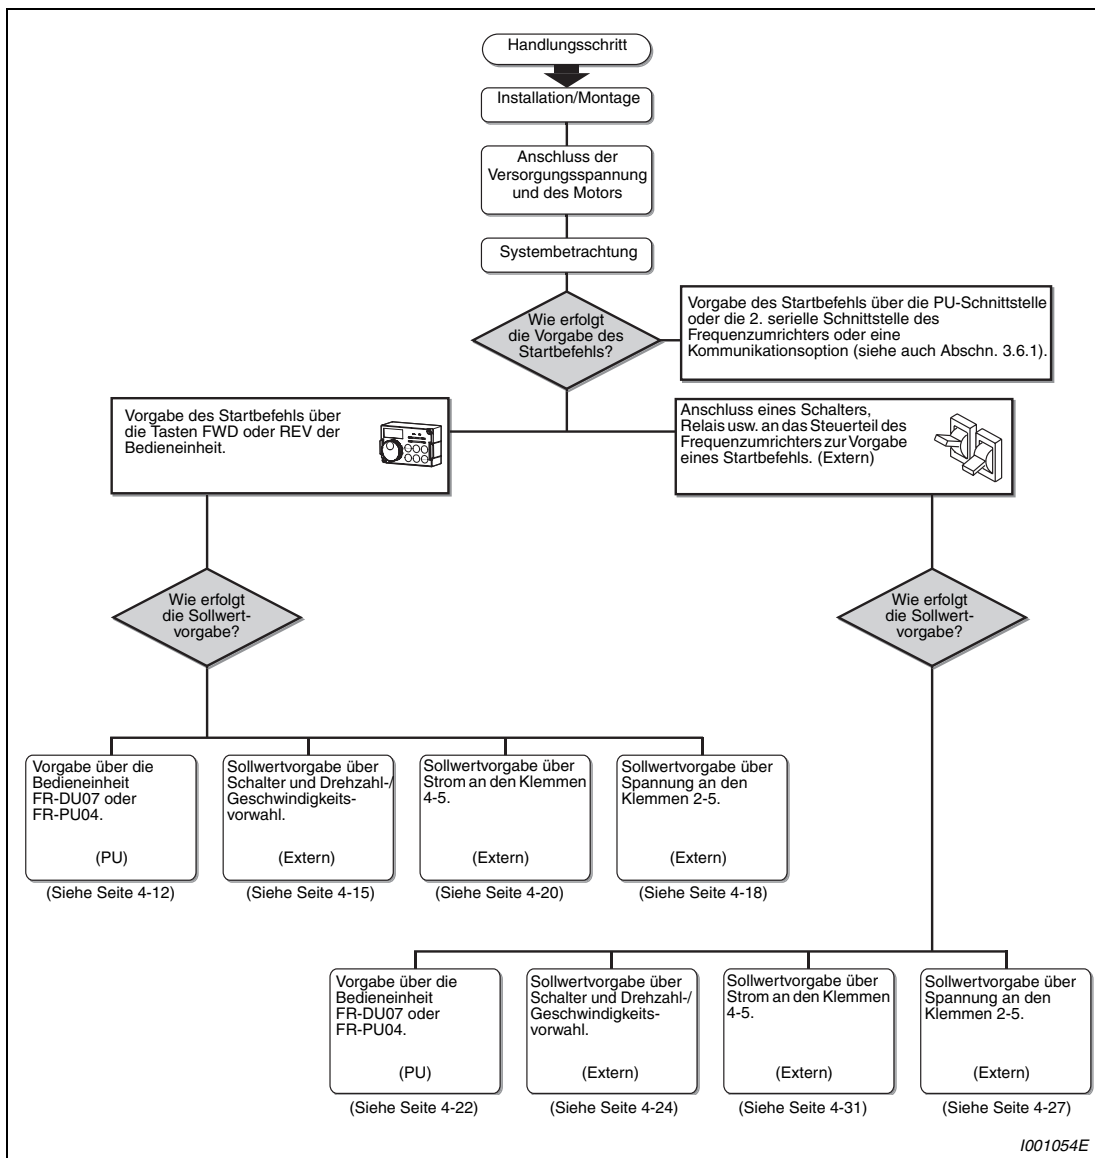 Handlungsschritt
Installation/Montage
Anschluss der
Versorgungsspannung
und des Motors
Systembetrachtung
Wie erfolgt
die Vorgabe des
Startbefehls?
Vorgabe des Startbefehls über die PU-Schnittstelle
oder die 2. serielle Schnittstelle des
Frequenzumrichters oder eine
Kommunikationsoption (siehe auch Abschn. 3.6.1).
Vorgabe des Startbefehls über
die Tasten FWD oder REV der
Bedieneinheit.
Anschluss eines Schalters,
Relais usw. an das Steuerteil des
Frequenzumrichters zur Vorgabe
eines Startbefehls. (Extern)
Wie erfolgt
die Sollwert-
vorgabe?
Wie erfolgt
die Sollwert-
vorgabe?
Vorgabe über die
Bedieneinheit
FR-DU07 oder
FR-PU04.
(PU)
(Siehe Seite 4-12)
Sollwertvorgabe über
Schalter und Drehzahl-/
Geschwindigkeits-
vorwahl.
(Extern)
(Siehe Seite 4-15)
Sollwertvorgabe über
Strom an den Klemmen
4-5.
(Extern)
(Siehe Seite 4-20)
Sollwertvorgabe über
Spannung an den
Klemmen 2-5.
(Extern)
(Siehe Seite 4-18)
Vorgabe über die
Bedieneinheit
FR-DU07 oder
FR-PU04.
(PU)
(Siehe Seite 4-22)
Sollwertvorgabe über
Schalter und Drehzahl-/
Geschwindigkeits-
vorwahl.
(Extern)
(Siehe Seite 4-24)
Sollwertvorgabe über
Strom an den Klemmen
4-5.
(Extern)
(Siehe Seite 4-31)
Sollwertvorgabe über
Spannung an den
Klemmen 2-5.
(Extern)
(Siehe Seite 4-27)
I001054E